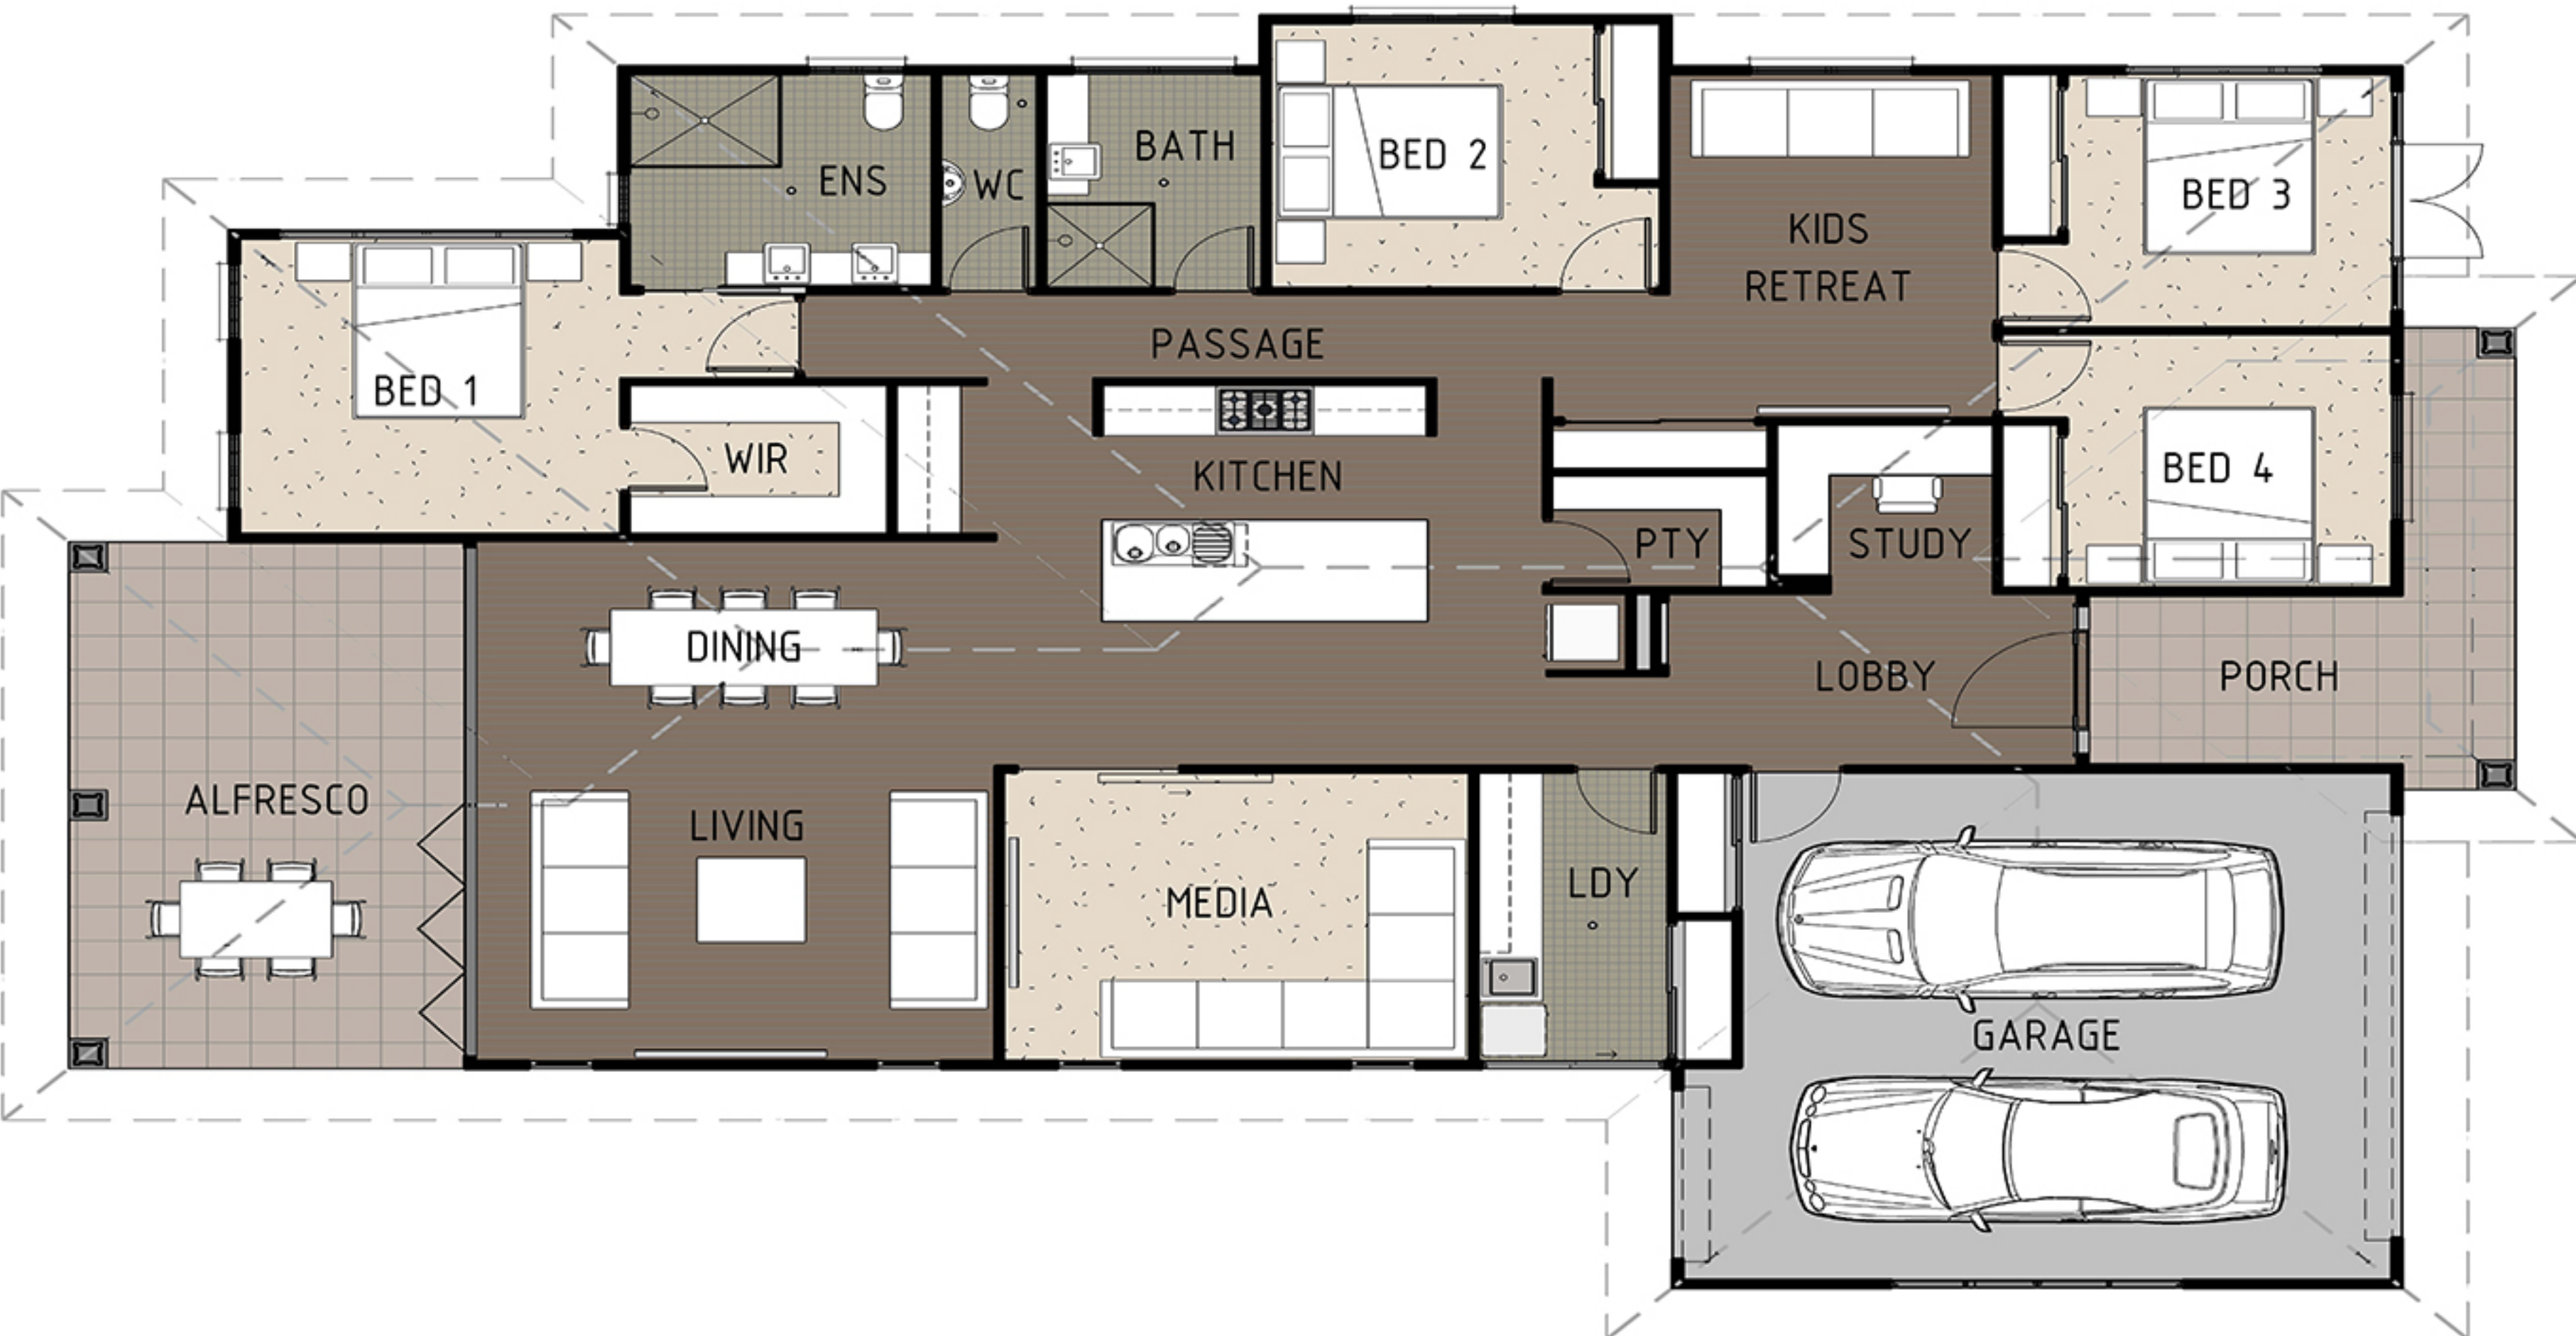 BED 2
BATH
ENS
WC
BED 3
KIDS
RETREAT
PASSAGE
BED 1
WIR
KITCHEN
BED 4
PTY
STUDY
DINING
LOBBY
PORCH
ALFRESCO
LIVING
MEDIA
LDY
GARAGE